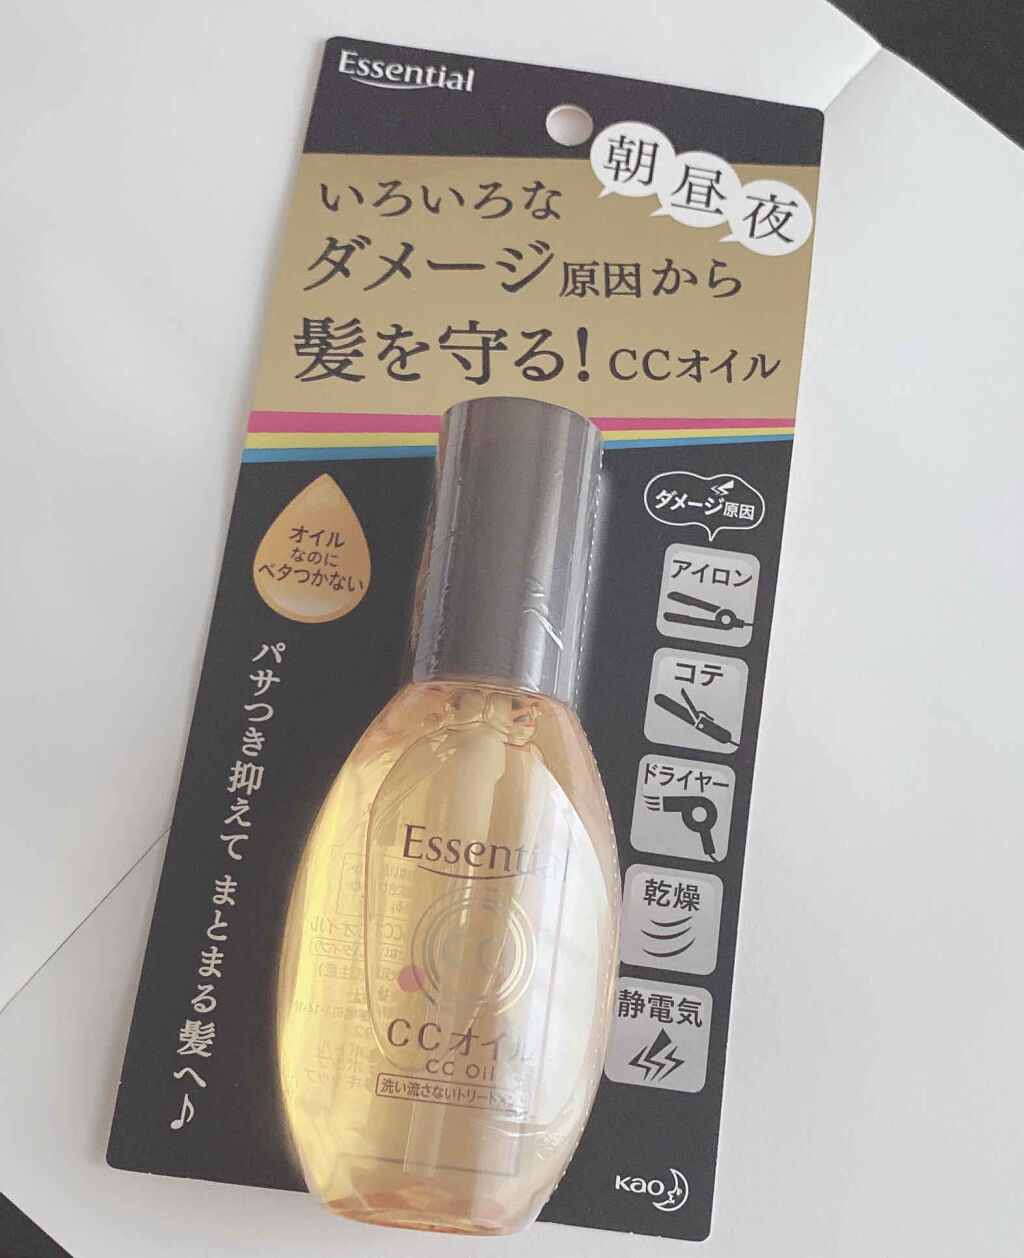 Essential
朝
昼
夜
いろいろな
ダメージ原因から
髪を守る!CCオイル
ダメージ原因
オイル
なのに
ベタつかない
アイロン
コテ
ドライヤー
乾燥
静電気
パサつき抑えて まとまる髪へ♪
Essential
CC
CCオイル
CC Oil
洗い流さないトリートメント
Kao